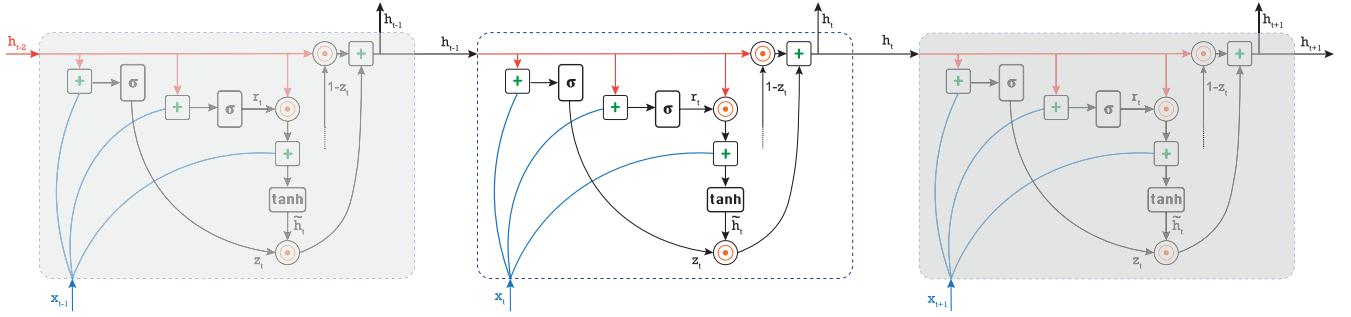 h_{t-1} h_t h_{t+1}
h_{t-2} h_{t-1} h_t h_{t+1}
+ + +
+ σ 1-z_t + σ 1-z_t + σ 1-z_t
+ σ r_t + σ r_t + σ r_t
+ + +
tanh tanh tanh
h̃_t h̃_t h̃_t
z_t z_t z_t
x_{t-1} x_t x_{t+1}